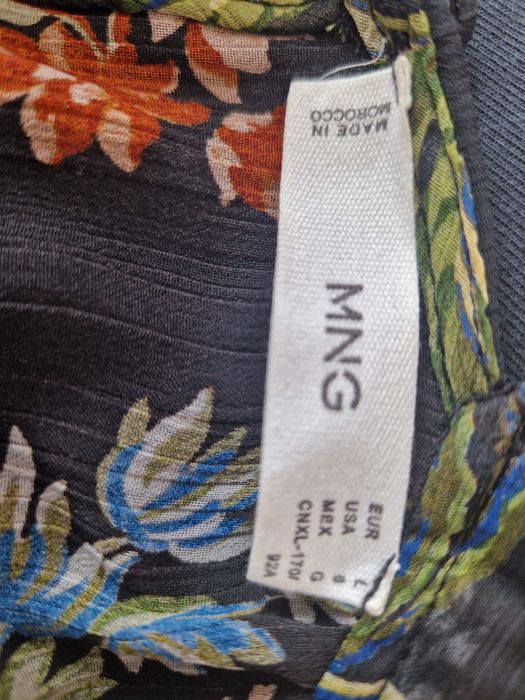 MADE IN
MOROCCO
MNG
EUR L
USA 8
MEX G
CNXL-170/
92A